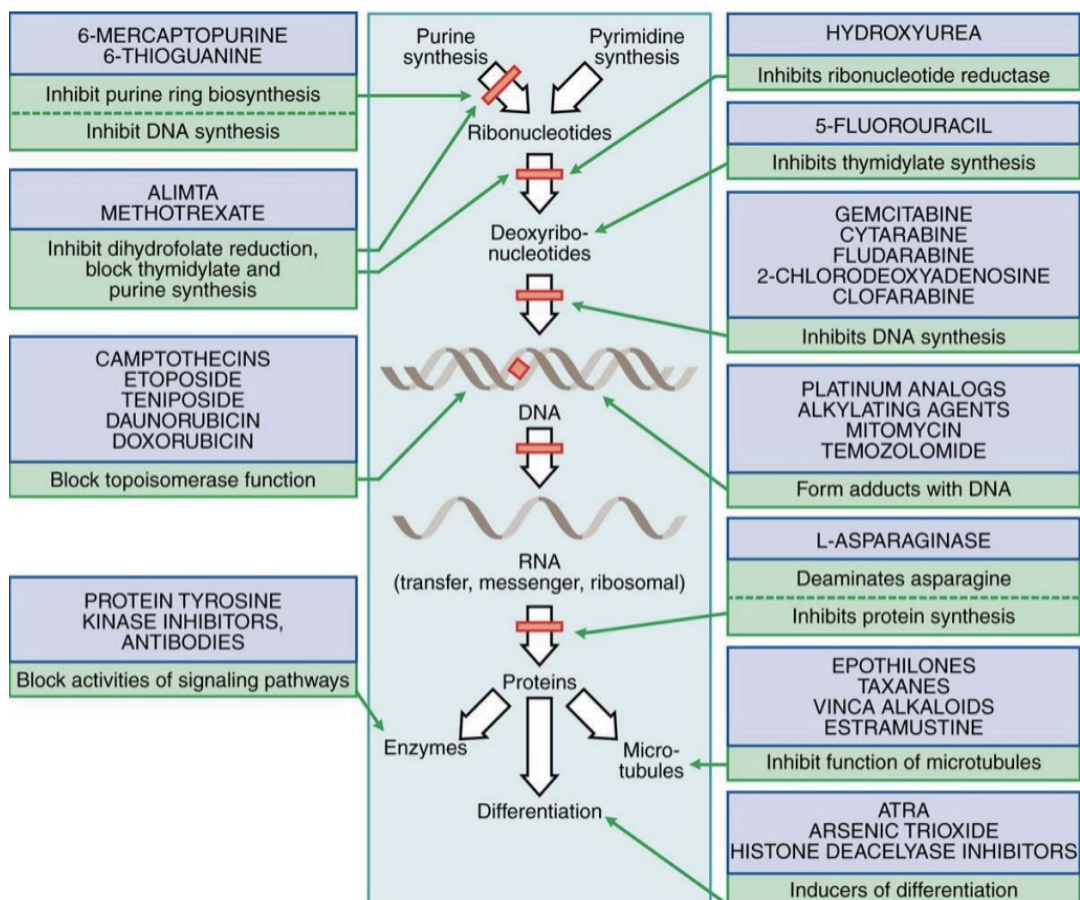 6-MERCAPTOPURINE
6-THIOGUANINE
Inhibit purine ring biosynthesis
Inhibit DNA synthesis
ALIMTA
METHOTREXATE
Inhibit dihydrofolate reduction,
block thymidylate and
purine synthesis
CAMPTOTHECINS
ETOPOSIDE
TENIPOSIDE
DAUNORUBICIN
DOXORUBICIN
Block topoisomerase function
PROTEIN TYROSINE
KINASE INHIBITORS,
ANTIBODIES
Block activities of signaling pathways
Purine
synthesis
Pyrimidine
synthesis
Ribonucleotides
Deoxyribo-
nucleotides
DNA
RNA
(transfer, messenger, ribosomal)
Proteins
Enzymes
Micro-
tubules
Differentiation
HYDROXYUREA
Inhibits ribonucleotide reductase
5-FLUOROURACIL
Inhibits thymidylate synthesis
GEMCITABINE
CYTARABINE
FLUDARABINE
2-CHLORODEOXYADENOSINE
CLOFARABINE
Inhibits DNA synthesis
PLATINUM ANALOGS
ALKYLATING AGENTS
MITOMYCIN
TEMOZOLOMIDE
Form adducts with DNA
L-ASPARAGINASE
Deaminates asparagine
Inhibits protein synthesis
EPOTHILONES
TAXANES
VINCA ALKALOIDS
ESTRAMUSTINE
Inhibit function of microtubules
ATRA
ARSENIC TRIOXIDE
HISTONE DEACELYASE INHIBITORS
Inducers of differentiation